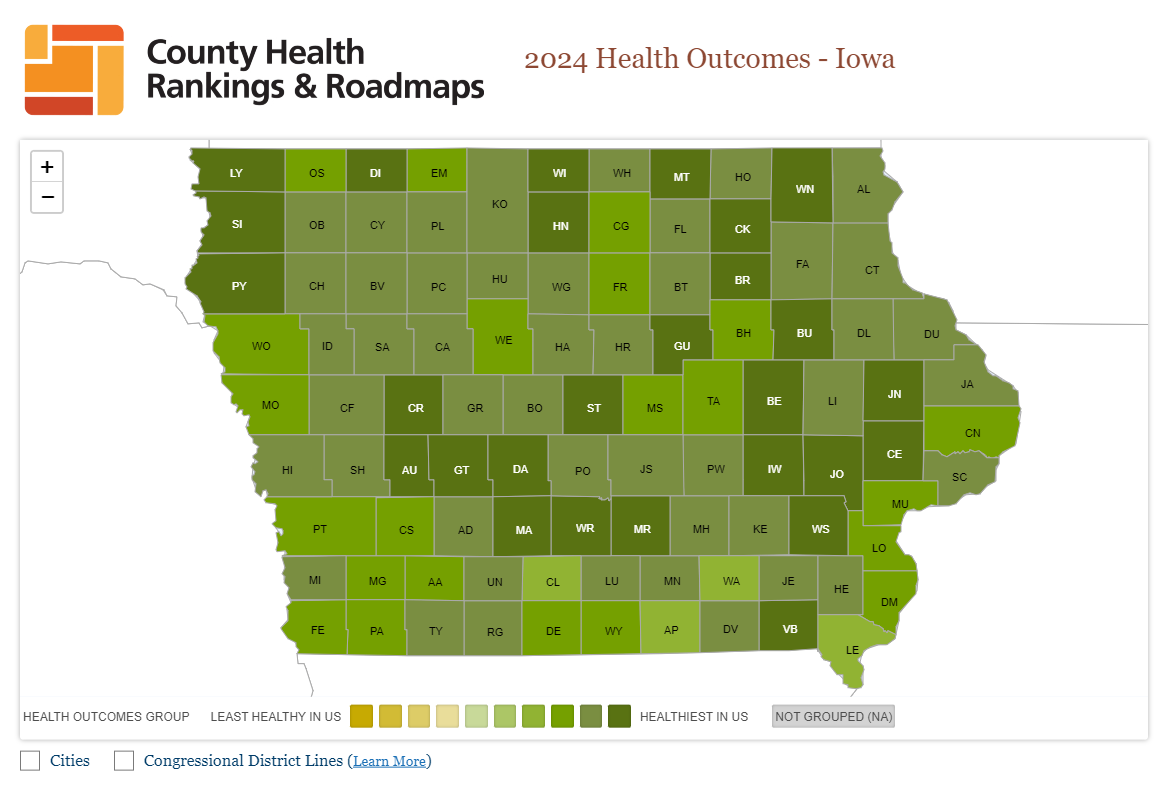 County Health
Rankings & Roadmaps
2024 Health Outcomes - Iowa
+
−
LY OS DI EM KO WI WH MT HO WN AL
SI OB CY PL HN CG FL CK
PY CH BV PC HU WG FR BT BR FA CT
WO ID SA CA WE HA HR GU BH BU DL DU
MO CF CR GR BO ST MS TA BE LI JN JA
CN
HI SH AU GT DA PO JS PW IW JO CE SC
PT CS AD MA WR MR MH KE WS MU
LO
MI MG AA UN CL LU MN WA JE HE DM
FE PA TY RG DE WY AP DV VB LE
HEALTH OUTCOMES GROUP LEAST HEALTHY IN US HEALTHIEST IN US NOT GROUPED (NA)
Cities Congressional District Lines (Learn More)